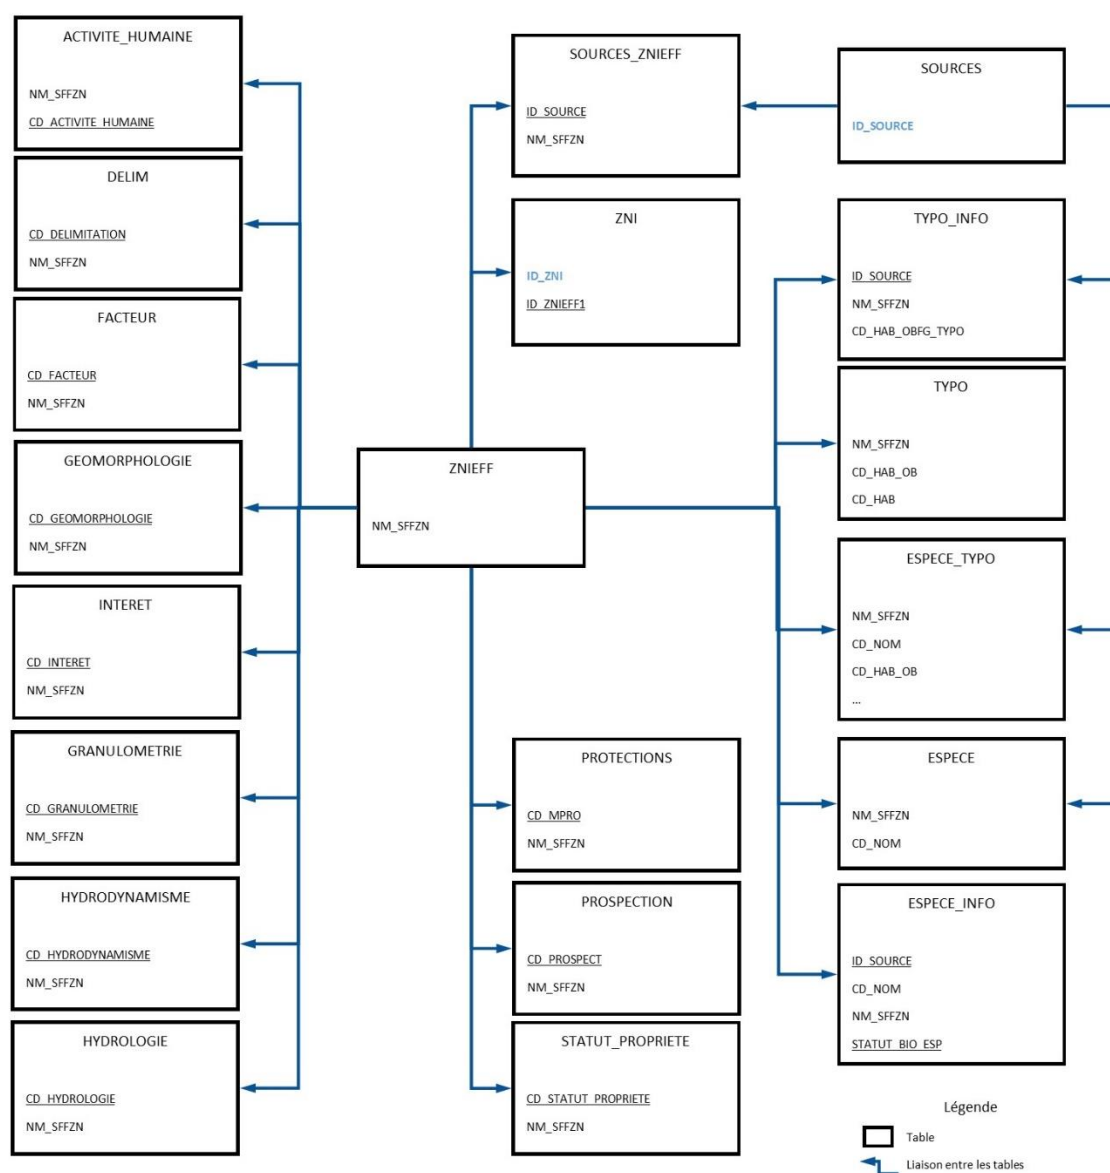 ACTIVITE_HUMAINE
NM_SFFZN
CD_ACTIVITE_HUMAINE
DELIM
CD_DELIMITATION
NM_SFFZN
FACTEUR
CD_FACTEUR
NM_SFFZN
GEOMORPHOLOGIE
CD_GEOMORPHOLOGIE
NM_SFFZN
INTERET
CD_INTERET
NM_SFFZN
GRANULOMETRIE
CD_GRANULOMETRIE
NM_SFFZN
HYDRODYNAMISME
CD_HYDRODYNAMISME
NM_SFFZN
HYDROLOGIE
CD_HYDROLOGIE
NM_SFFZN
ZNIEFF
NM_SFFZN
SOURCES_ZNIEFF
ID_SOURCE
NM_SFFZN
ZNI
ID_ZNI
ID_ZNIEFF1
PROTECTIONS
CD_MPRO
NM_SFFZN
PROSPECTION
CD_PROSPECT
NM_SFFZN
STATUT_PROPRIETE
CD_STATUT_PROPRIETE
NM_SFFZN
SOURCES
ID_SOURCE
TYPO_INFO
ID_SOURCE
NM_SFFZN
CD_HAB_OBFG_TYPO
TYPO
NM_SFFZN
CD_HAB_OB
CD_HAB
ESPECE_TYPO
NM_SFFZN
CD_NOM
CD_HAB_OB
...
ESPECE
NM_SFFZN
CD_NOM
ESPECE_INFO
ID_SOURCE
CD_NOM
NM_SFFZN
STATUT_BIO_ESP
Légende
Table
Liaison entre les tables